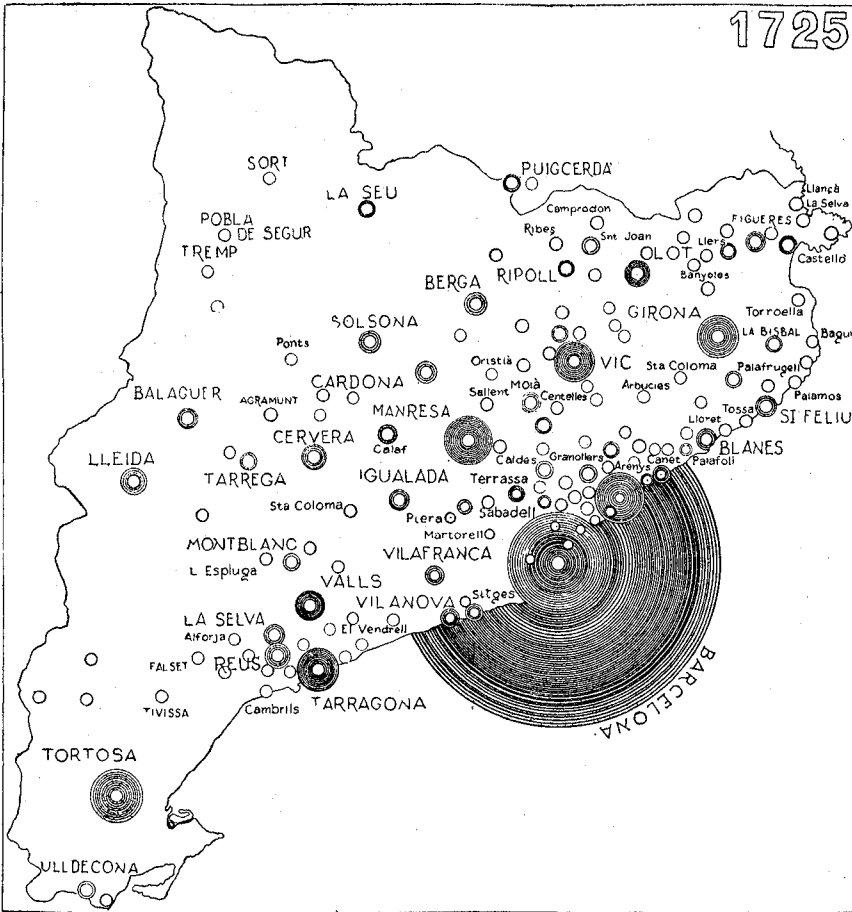 1725
SORT
PUIGCERDÀ
LA SEU
Llançà
La Selva
Camprodon
FIGUERES
POBLA
DE SEGUR
Ribes
Snt Joan
Llers
TREMP
OLOT
Castelló
BERGA
RIPOLL
Banyoles
SOLSONA
GIRONA
Torroella
LA BISBAL
Bagur
Ponts
VIC
Oristià
Sta Coloma
Palafrugell
CARDONA
Moià
Arbucies
Palamos
BALAGUER
AGRAMUNT
Sallent
Centelles
Tossa
MANRESA
Lloret
ST FELIU
CERVERA
Calaf
BLANES
LLEIDA
Caldes
Granollers
Canet
Palafoll
TARREGA
IGUALADA
Arenys
Terrassa
Sta Coloma
Piera
Sabadell
Martorell
MONTBLANC
VILAFRANCA
L Espluga
VALLS
VILANOVA
Sitges
LA SELVA
Alforja
El Vendrell
FALSET
REUS
BARCELONA.
TIVISSA
Cambrils
TARRAGONA
TORTOSA
ULLDECONA